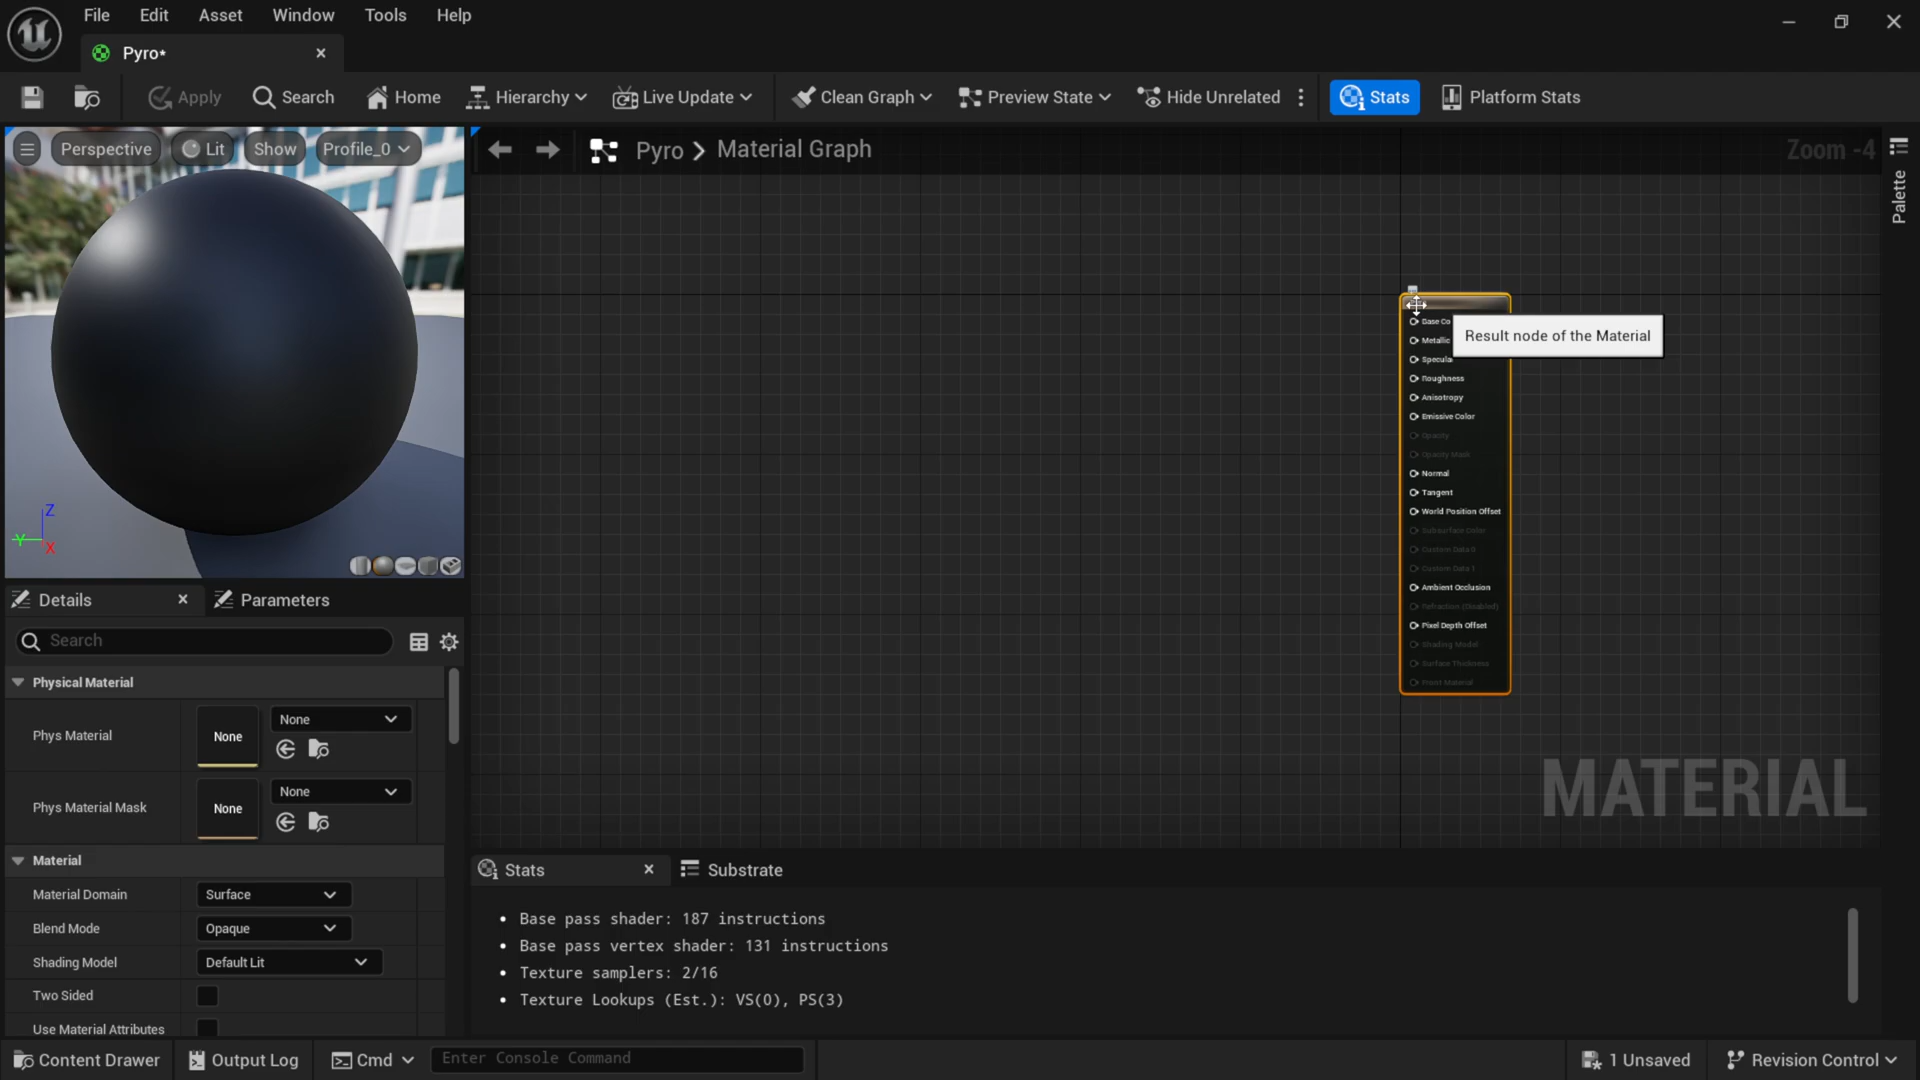 File Edit Asset Window Tools Help
Pyro*
Apply Search Home Hierarchy Live Update Clean Graph Preview State Hide Unrelated Stats Platform Stats
Perspective Lit Show Profile_0
Pyro Material Graph
Zoom -4
Palette
Result node of the Material
Base Co
Metallic
Specula
Roughness
Anisotropy
Emissive Color
Opacity
Opacity Mask
Normal
Tangent
World Position Offset
Subsurface Color
Custom Data 0
Custom Data 1
Ambient Occlusion
Refraction (Disabled)
Pixel Depth Offset
Shading Model
Surface Thickness
Front Material
MATERIAL
Z
Y
X
Details Parameters
Search
Physical Material
Phys Material None None
Phys Material Mask None None
Material
Material Domain Surface
Blend Mode Opaque
Shading Model Default Lit
Two Sided
Use Material Attributes
Stats Substrate
• Base pass shader: 187 instructions
• Base pass vertex shader: 131 instructions
• Texture samplers: 2/16
• Texture Lookups (Est.): VS(0), PS(3)
Content Drawer Output Log Cmd Enter Console Command 1 Unsaved Revision Control